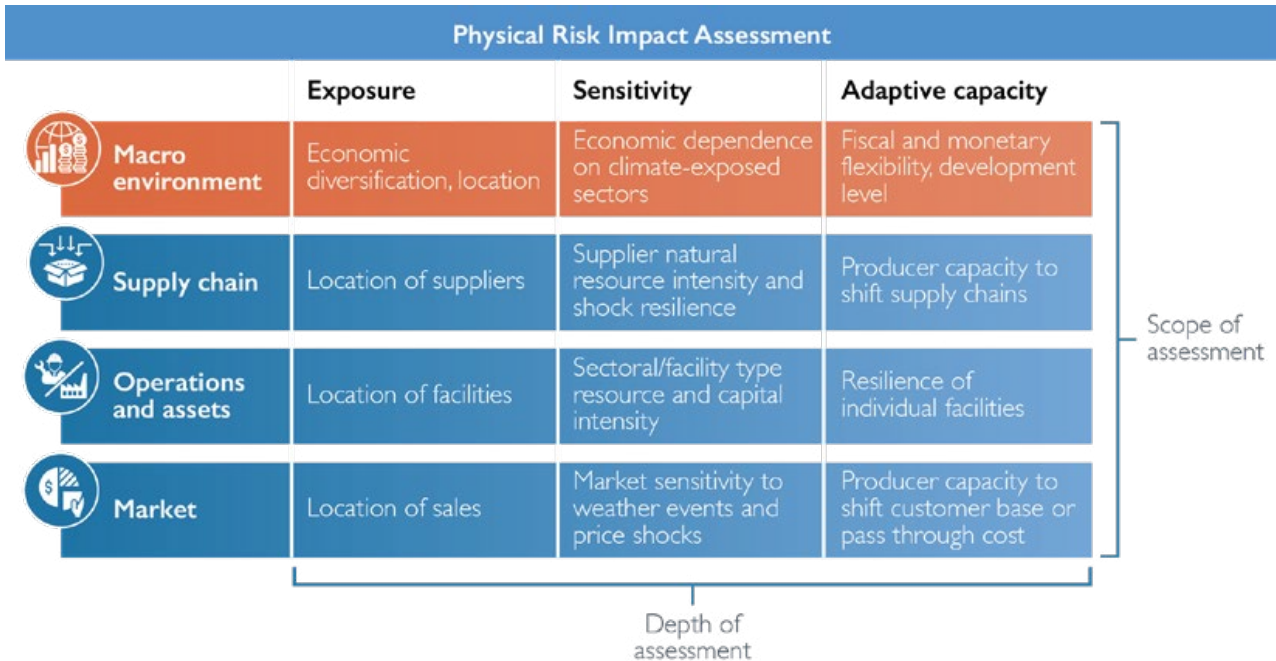 Physical Risk Impact Assessment
Exposure
Sensitivity
Adaptive capacity
Macro
environment
Economic
diversification, location
Economic dependence
on climate-exposed
sectors
Fiscal and monetary
flexibility, development
level
Supply chain
Location of suppliers
Supplier natural
resource intensity and
shock resilience
Producer capacity to
shift supply chains
Operations
and assets
Location of facilities
Sectoral/facility type
resource and capital
intensity
Resilience of
individual facilities
Market
Location of sales
Market sensitivity to
weather events and
price shocks
Producer capacity to
shift customer base or
pass through cost
Scope of
assessment
Depth of
assessment